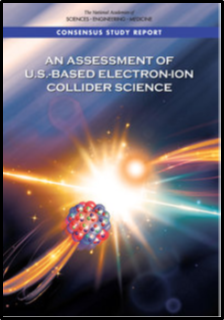 The National Academies of
SCIENCES • ENGINEERING • MEDICINE
CONSENSUS STUDY REPORT
AN ASSESSMENT OF
U.S.-BASED ELECTRON-ION
COLLIDER SCIENCE